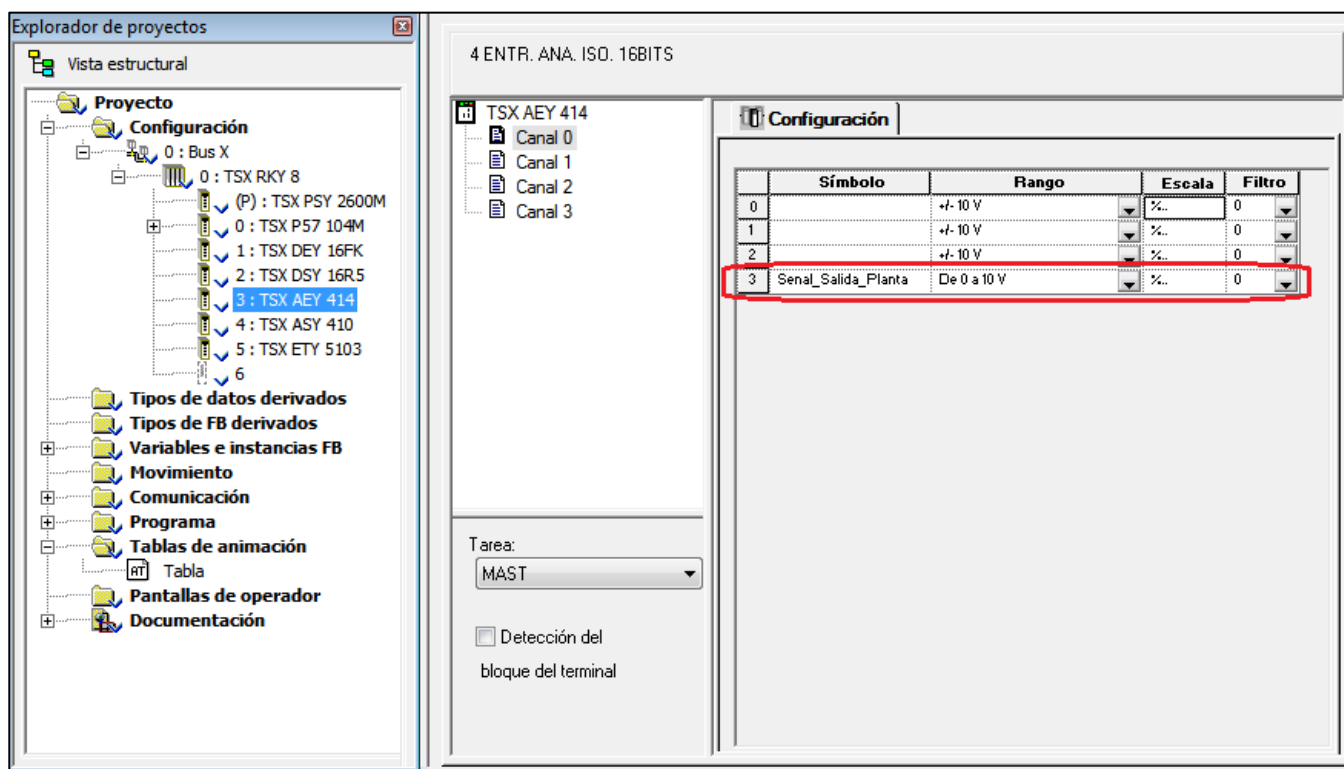 Explorador de proyectos
Vista estructural
Proyecto
Configuración
0 : Bus X
0 : TSX RKY 8
(P) : TSX PSY 2600M
0 : TSX P57 104M
1 : TSX DEY 16FK
2 : TSX DSY 16R5
3 : TSX AEY 414
4 : TSX ASY 410
5 : TSX ETY 5103
6
Tipos de datos derivados
Tipos de FB derivados
Variables e instancias FB
Movimiento
Comunicación
Programa
Tablas de animación
Tabla
Pantallas de operador
Documentación
4 ENTR. ANA. ISO. 16BITS
TSX AEY 414
Canal 0
Canal 1
Canal 2
Canal 3
Tarea:
MAST
Detección del
bloque del terminal
Configuración
Símbolo Rango Escala Filtro
0 +/- 10 V %.. 0
1 +/- 10 V %.. 0
2 +/- 10 V %.. 0
3 Senal_Salida_Planta De 0 a 10 V %.. 0